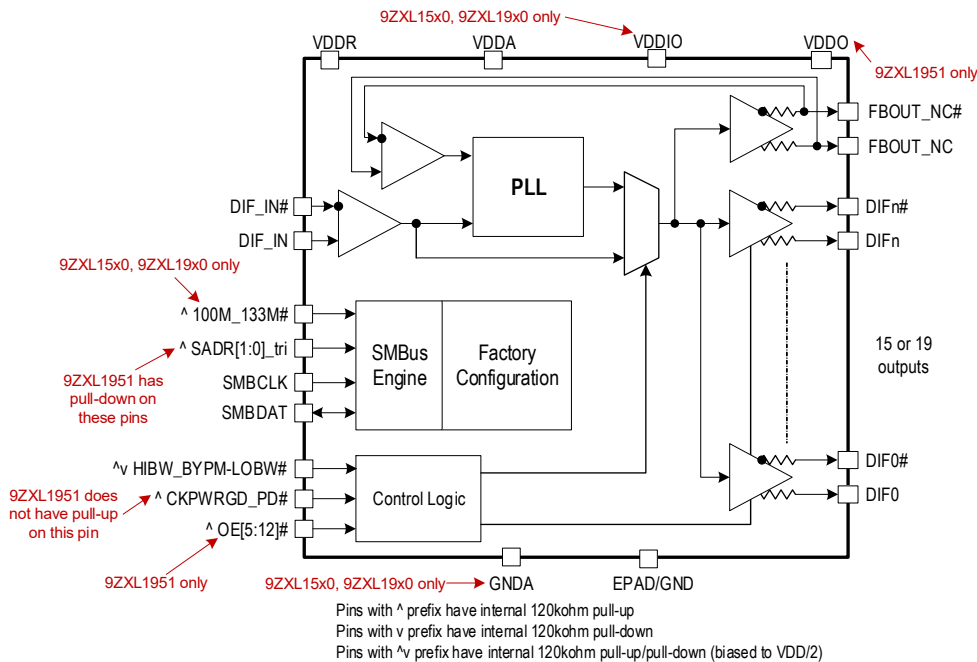 9ZXL15x0, 9ZXL19x0 only
VDDR
VDDA
VDDIO
VDDO
9ZXL1951 only
FBOUT_NC#
FBOUT_NC
PLL
DIF_IN#
DIF_IN
DIFn#
DIFn
9ZXL15x0, 9ZXL19x0 only
^ 100M_133M#
^ SADR[1:0]_tri
9ZXL1951 has
pull-down on
these pins
SMBCLK
SMBDAT
SMBus
Engine
Factory
Configuration
15 or 19
outputs
^v HIBW_BYPM-LOBW#
^ CKPWRGD_PD#
9ZXL1951 does
not have pull-up
on this pin
^ OE[5:12]#
9ZXL1951 only
Control Logic
DIF0#
DIF0
9ZXL15x0, 9ZXL19x0 only
GNDA
EPAD/GND
Pins with ^ prefix have internal 120kohm pull-up
Pins with v prefix have internal 120kohm pull-down
Pins with ^v prefix have internal 120kohm pull-up/pull-down (biased to VDD/2)